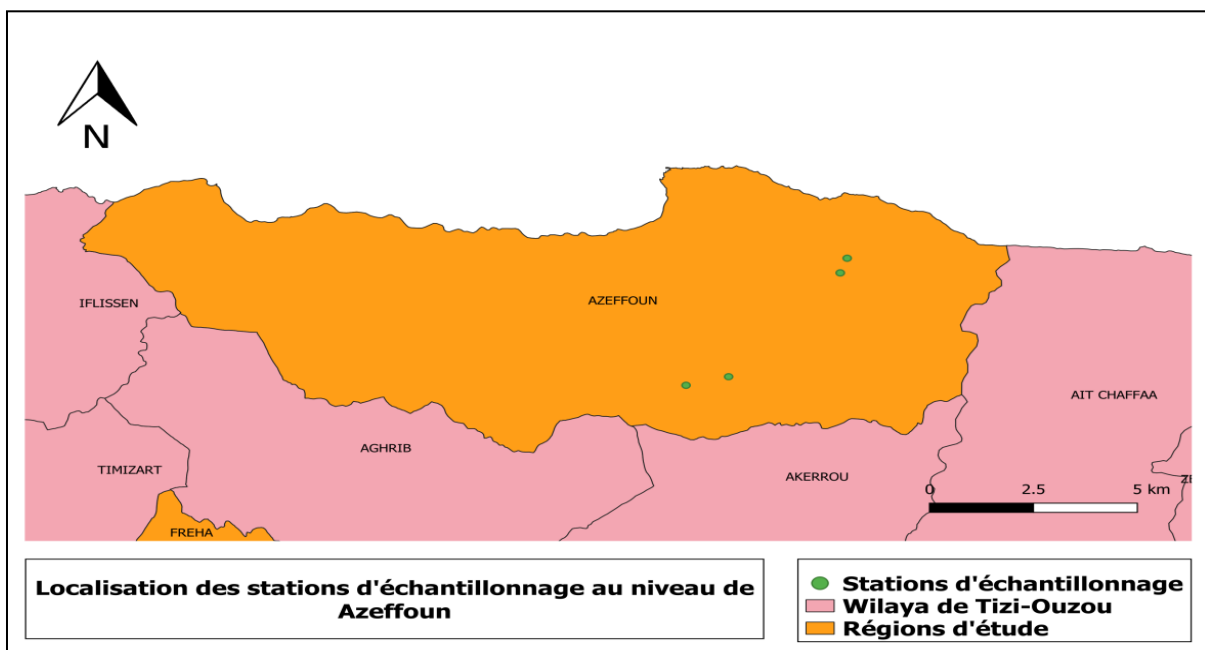 N
IFLISSEN
AZEFFOUN
AIT CHAFFAA
AGHRIB
TIMIZART
AKERROU
FREHA
0 2.5 5 km
Localisation des stations d'échantillonnage au niveau de
Azeffoun
Stations d'échantillonnage
Wilaya de Tizi-Ouzou
Régions d'étude